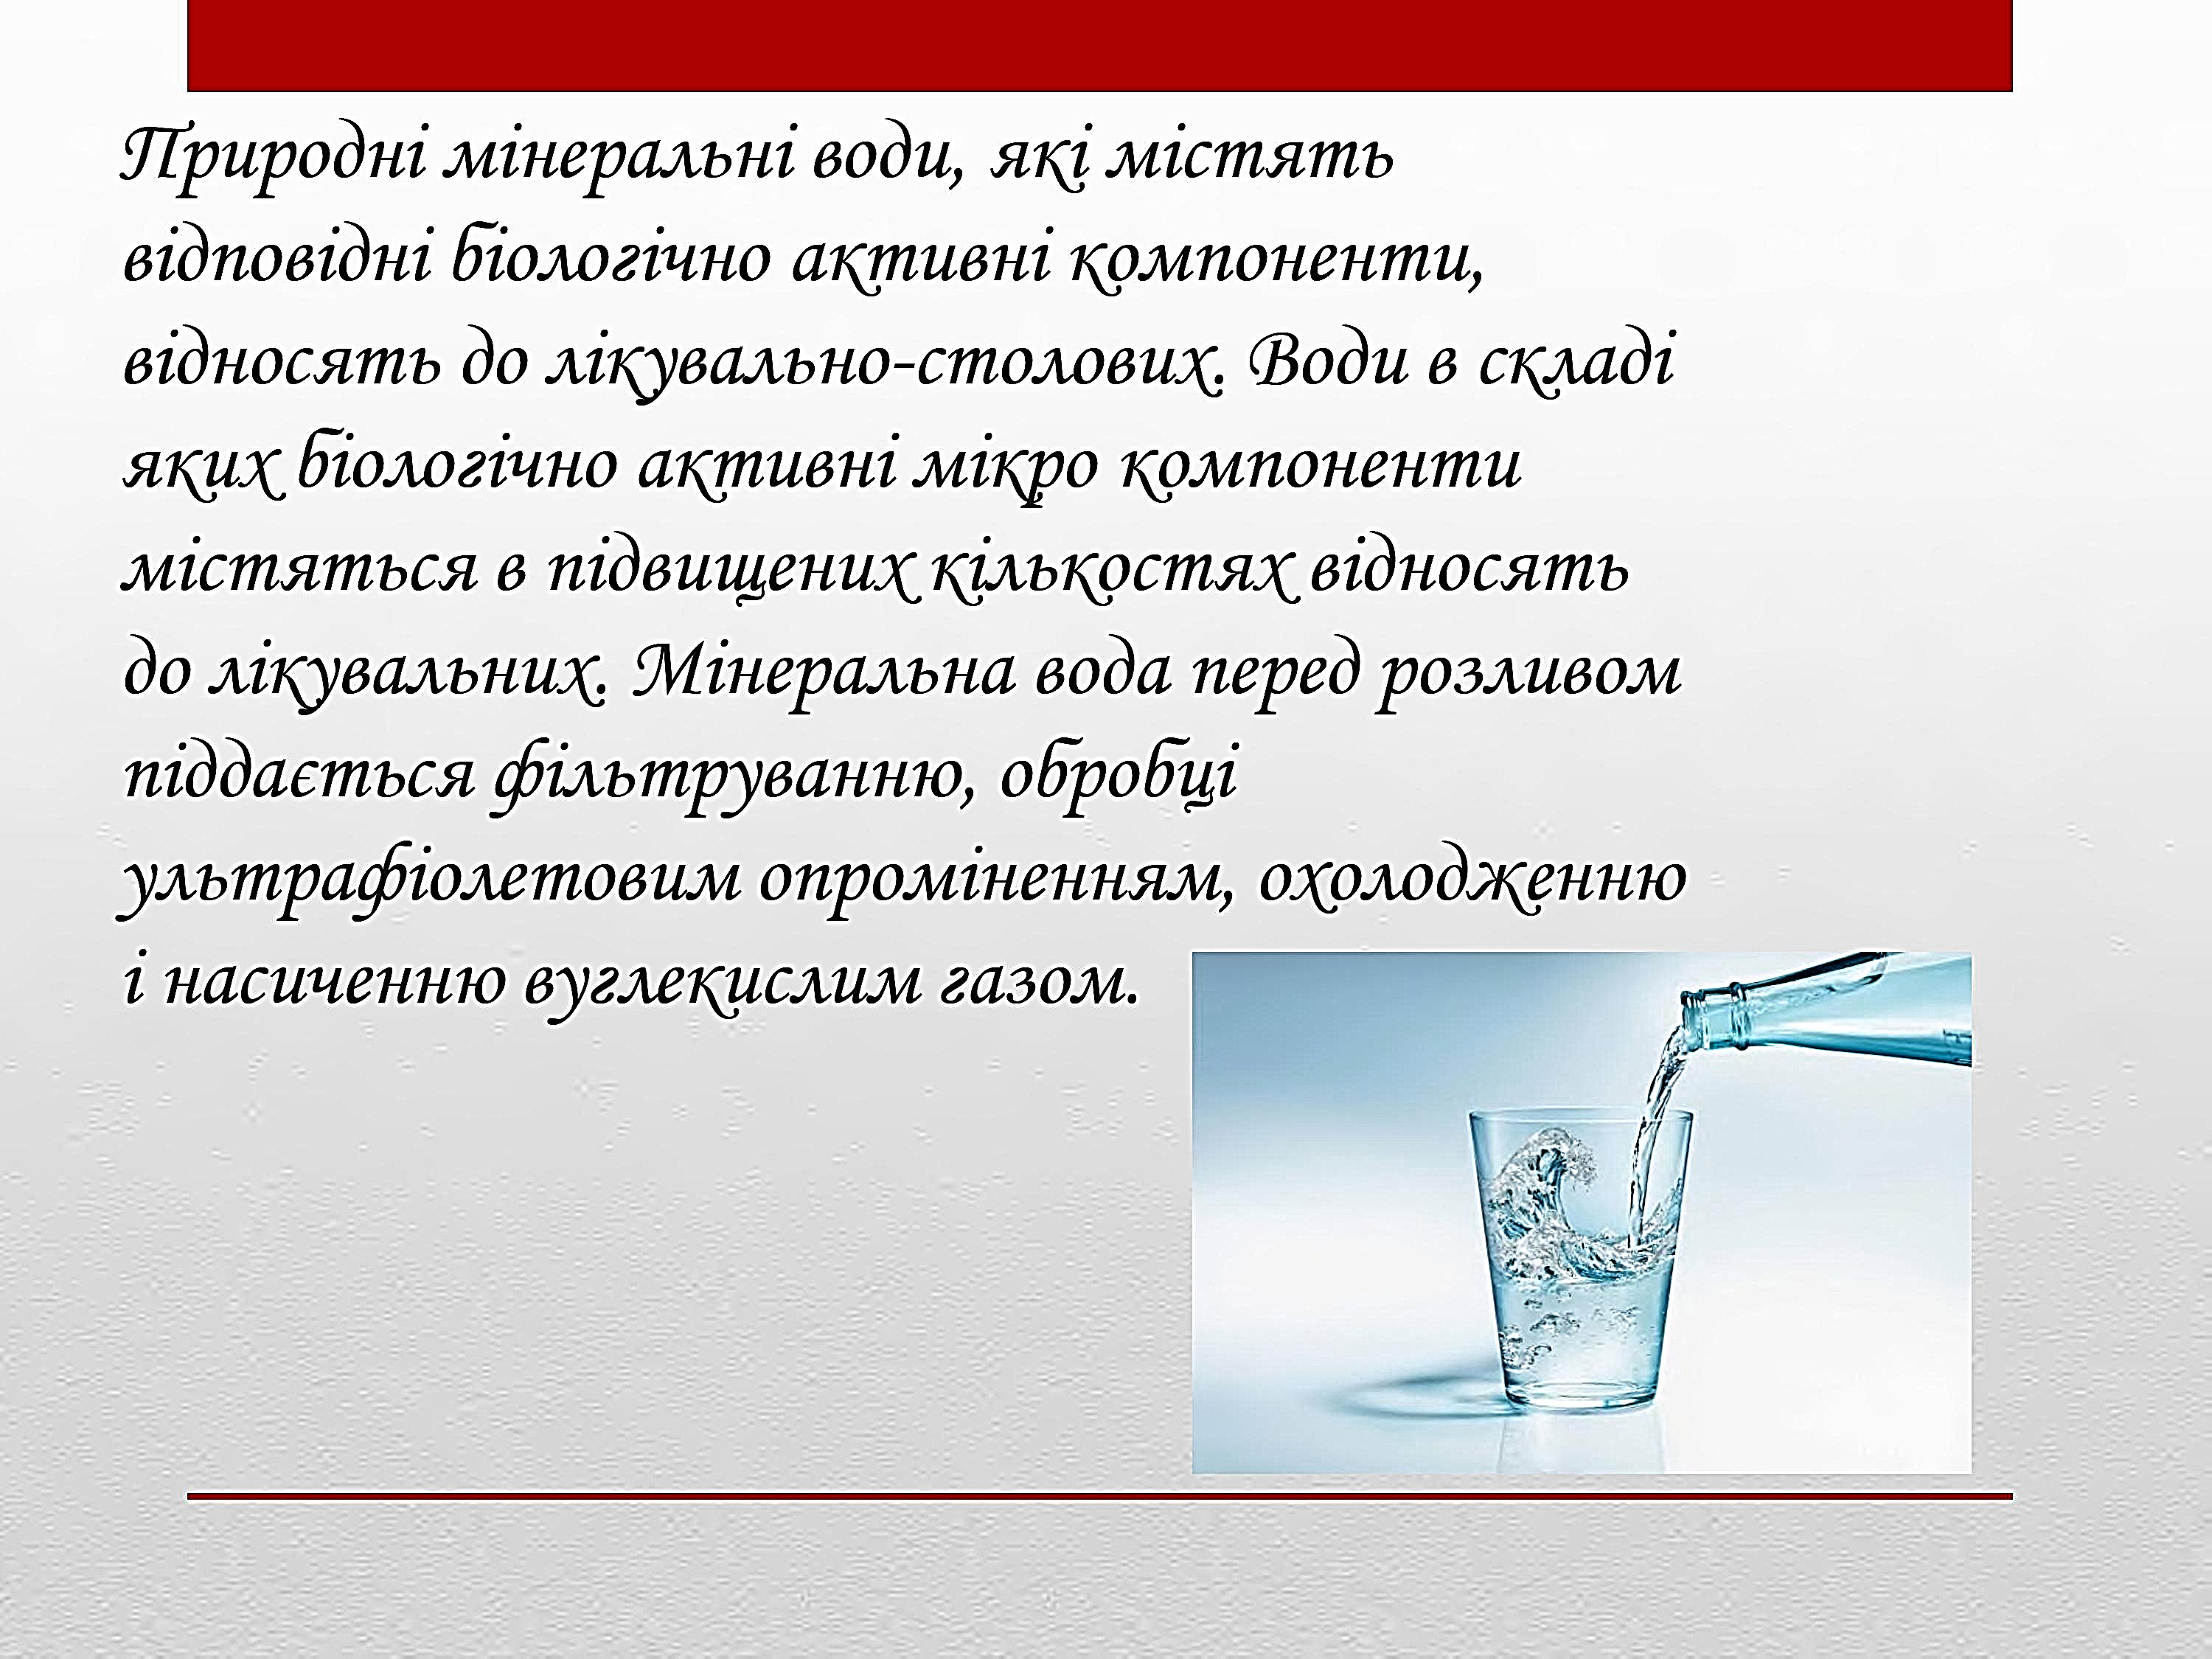 Природні мінеральні води, які містять
відповідні біологічно активні компоненти,
відносять до лікувально-столових. Води в складі
яких біологічно активні мікро компоненти
містяться в підвищених кількостях відносять
до лікувальних. Мінеральна вода перед розливом
піддається фільтруванню, обробці
ультрафіолетовим опроміненням, охолодженню
і насиченню вуглекислим газом.